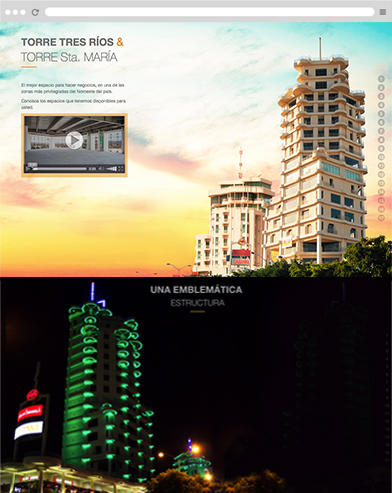 TORRE TRES RÍOS &
TORRE Sta. MARÍA
El mejor espacio para hacer negocios, en una de las
zonas más privilegiadas del Noroeste del país.
Conozca los espacios que tenemos disponibles para
usted.
UNA EMBLEMÁTICA
ESTRUCTURA